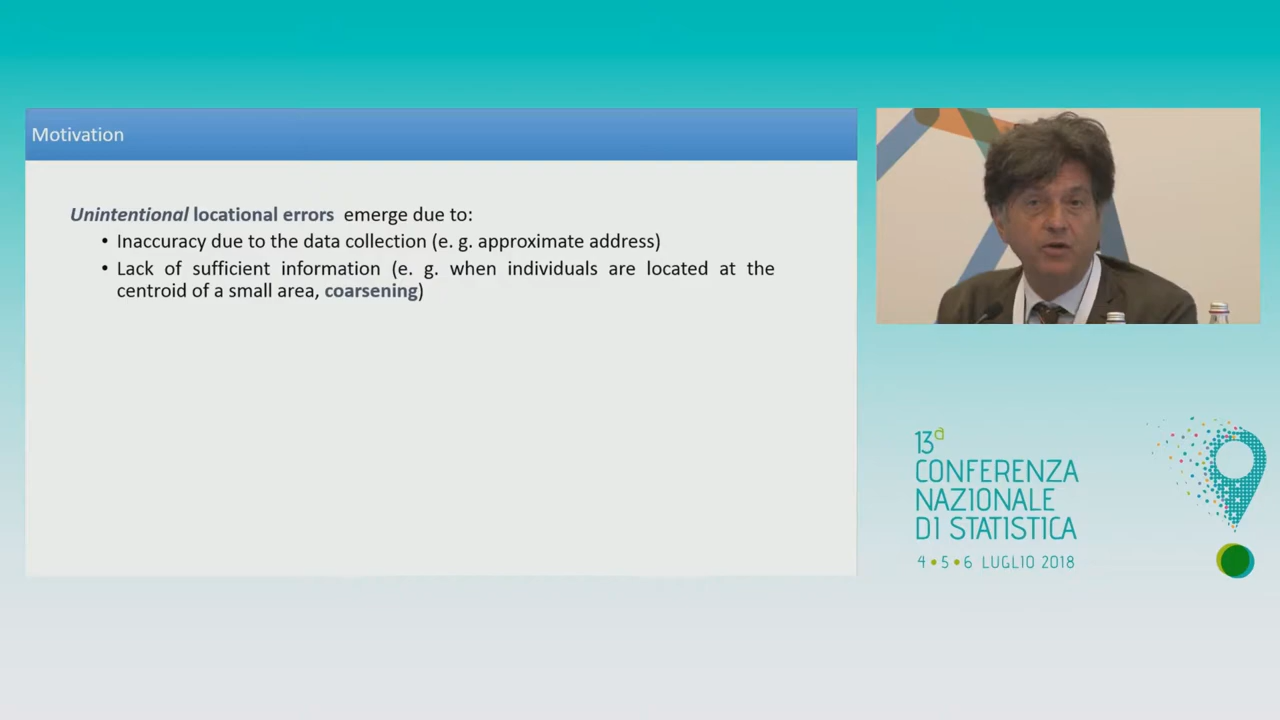 Motivation
Unintentional locational errors emerge due to:
• Inaccuracy due to the data collection (e. g. approximate address)
• Lack of sufficient information (e. g. when individuals are located at the
centroid of a small area, coarsening)
13ª
CONFERENZA
NAZIONALE
DI STATISTICA
4 • 5 • 6 LUGLIO 2018